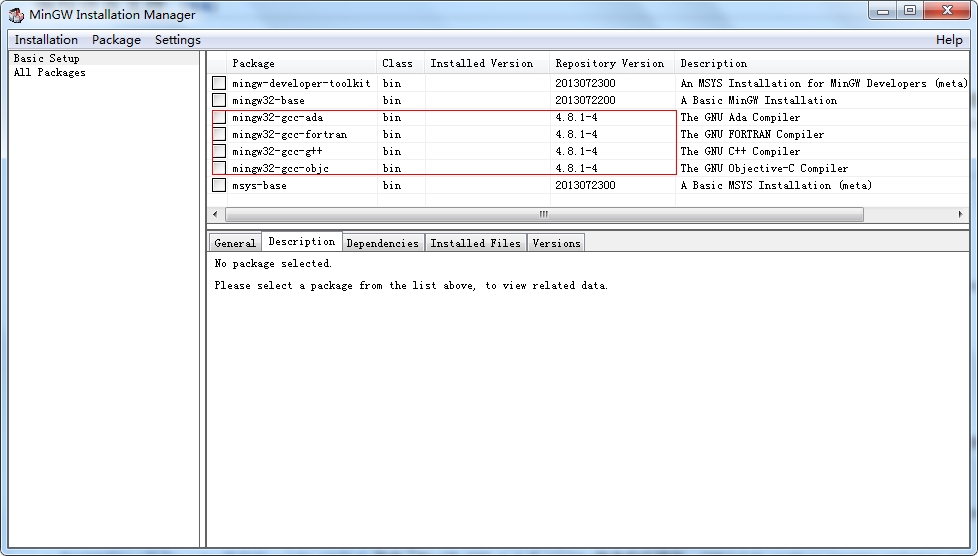 MinGW Installation Manager
Installation Package Settings Help
Basic Setup
All Packages
Package Class Installed Version Repository Version Description
mingw-developer-toolkit bin 2013072300 An MSYS Installation for MinGW Developers (meta)
mingw32-base bin 2013072200 A Basic MinGW Installation
mingw32-gcc-ada bin 4.8.1-4 The GNU Ada Compiler
mingw32-gcc-fortran bin 4.8.1-4 The GNU FORTRAN Compiler
mingw32-gcc-g++ bin 4.8.1-4 The GNU C++ Compiler
mingw32-gcc-objc bin 4.8.1-4 The GNU Objective-C Compiler
msys-base bin 2013072300 A Basic MSYS Installation (meta)
General Description Dependencies Installed Files Versions
No package selected.
Please select a package from the list above, to view related data.